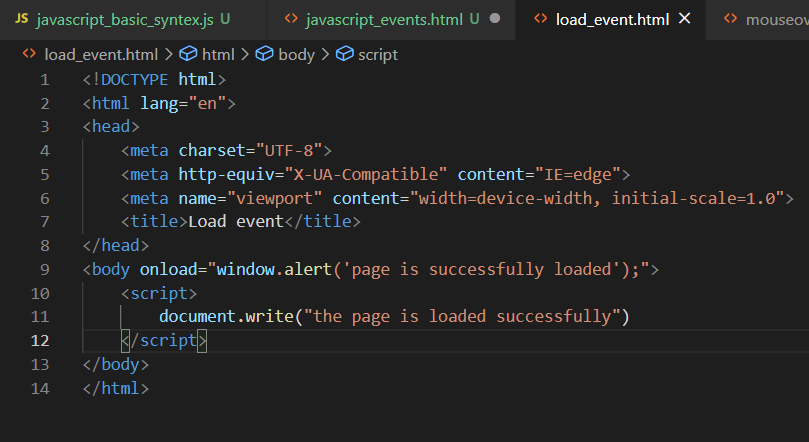 JS javascript_basic_syntex.js U <> javascript_events.html U ● <> load_event.html × <> mouseov
<> load_event.html > html > body > script
1 <!DOCTYPE html>
2 <html lang="en">
3 <head>
4 <meta charset="UTF-8">
5 <meta http-equiv="X-UA-Compatible" content="IE=edge">
6 <meta name="viewport" content="width=device-width, initial-scale=1.0">
7 <title>Load event</title>
8 </head>
9 <body onload="window.alert('page is successfully loaded');">
10 <script>
11 document.write("the page is loaded successfully")
12 </script>
13 </body>
14 </html>